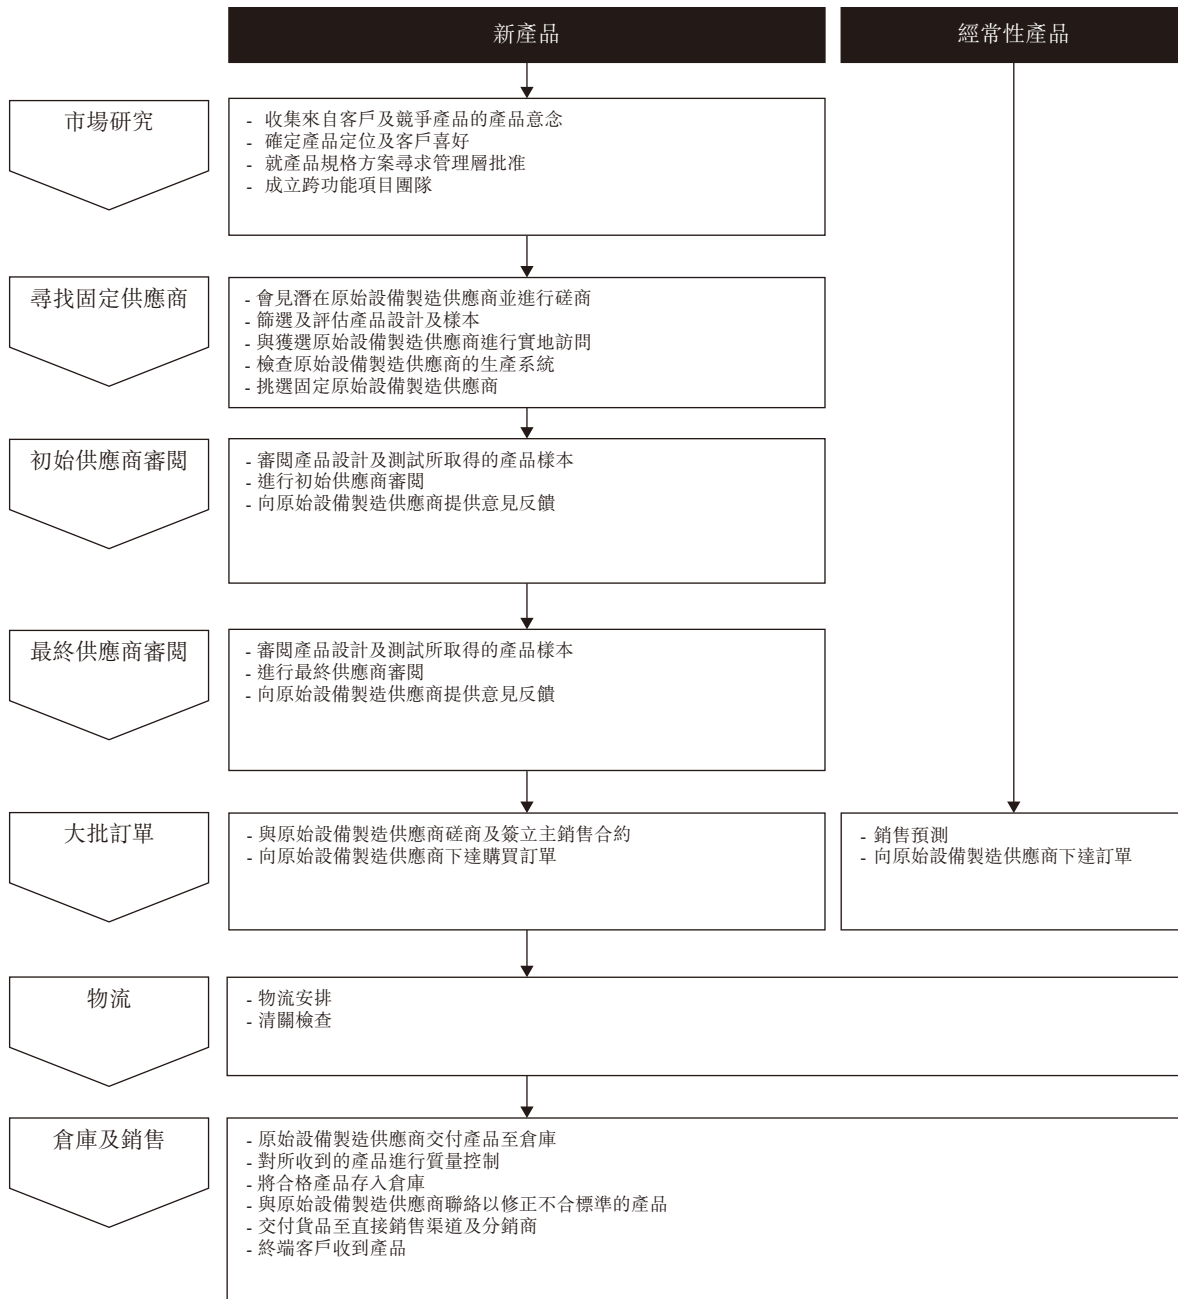 新產品
經常性產品
市場研究
- 收集來自客戶及競爭產品的產品意念
- 確定產品定位及客戶喜好
- 就產品規格方案尋求管理層批准
- 成立跨功能項目團隊
尋找固定供應商
- 會見潛在原始設備製造供應商並進行磋商
- 篩選及評估產品設計及樣本
- 與獲選原始設備製造供應商進行實地訪問
- 檢查原始設備製造供應商的生產系統
- 挑選固定原始設備製造供應商
初始供應商審閱
- 審閱產品設計及測試所取得的產品樣本
- 進行初始供應商審閱
- 向原始設備製造供應商提供意見反饋
最終供應商審閱
- 審閱產品設計及測試所取得的產品樣本
- 進行最終供應商審閱
- 向原始設備製造供應商提供意見反饋
大批訂單
- 與原始設備製造供應商磋商及簽立主銷售合約
- 向原始設備製造供應商下達購買訂單
- 銷售預測
- 向原始設備製造供應商下達訂單
物流
- 物流安排
- 清關檢查
倉庫及銷售
- 原始設備製造供應商交付產品至倉庫
- 對所收到的產品進行質量控制
- 將合格產品存入倉庫
- 與原始設備製造供應商聯絡以修正不合標準的產品
- 交付貨品至直接銷售渠道及分銷商
- 終端客戶收到產品